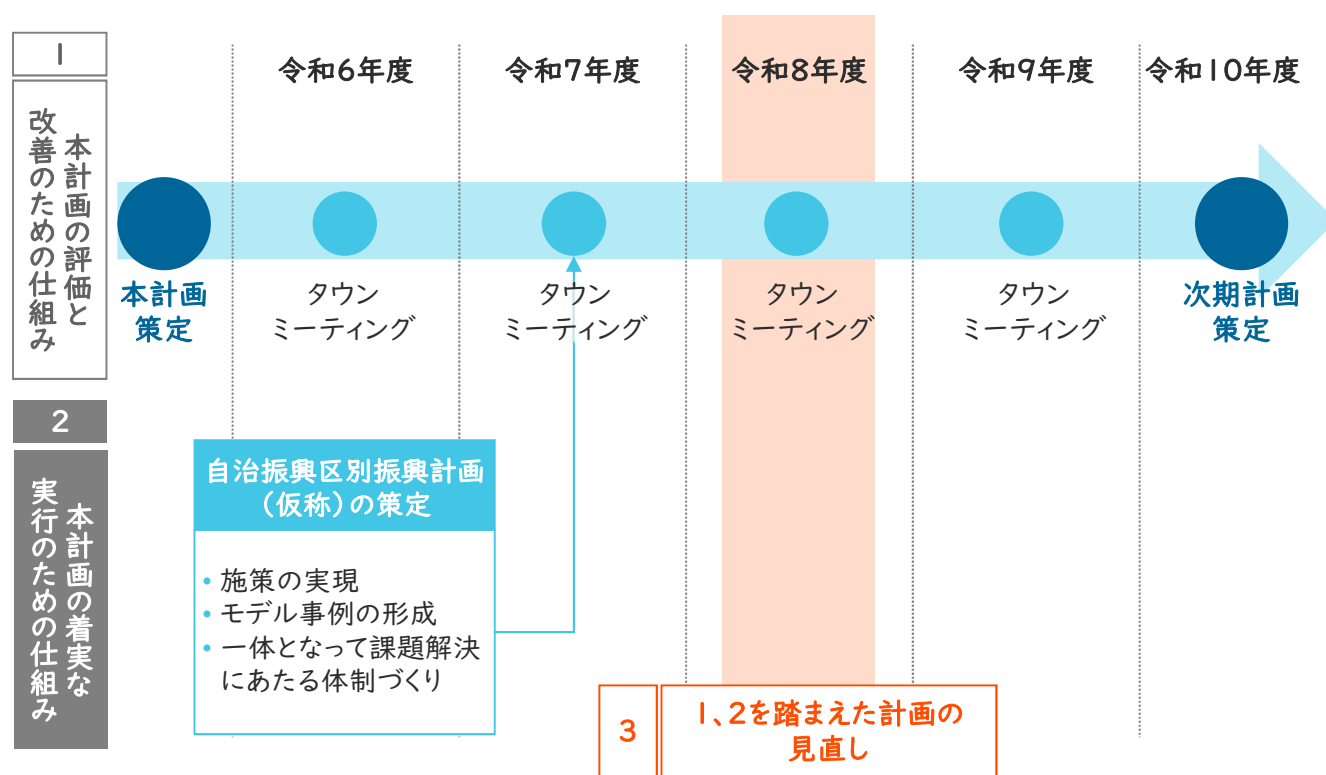 1
本計画の評価と
改善のための仕組み
令和6年度
令和7年度
令和8年度
令和9年度
令和10年度
本計画
策定
タウン
ミーティング
タウン
ミーティング
タウン
ミーティング
タウン
ミーティング
次期計画
策定
2
本計画の着実な
実行のための仕組み
自治振興区別振興計画
(仮称)の策定
• 施策の実現
• モデル事例の形成
• 一体となって課題解決
にあたる体制づくり
3
1、2を踏まえた計画の
見直し